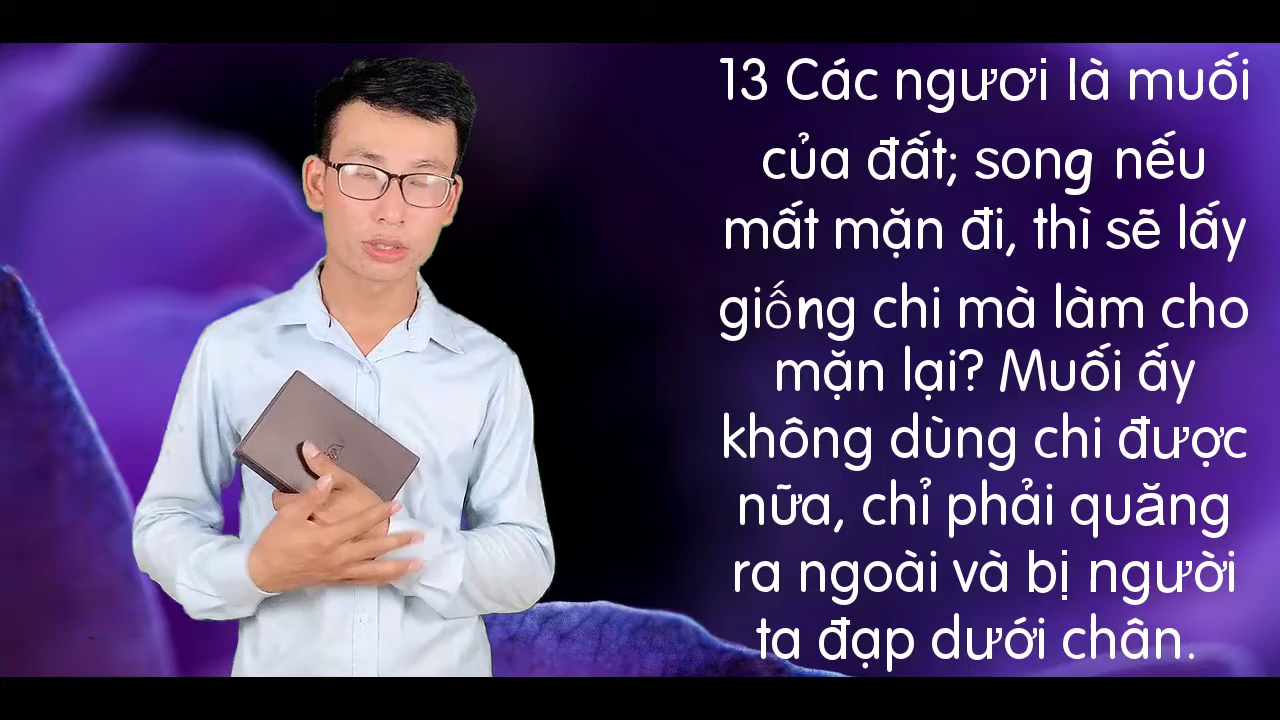 13 Các ngươi là muối
của đất; song nếu
mất mặn đi, thì sẽ lấy
giống chi mà làm cho
mặn lại? Muối ấy
không dùng chi được
nữa, chỉ phải quăng
ra ngoài và bị người
ta đạp dưới chân.